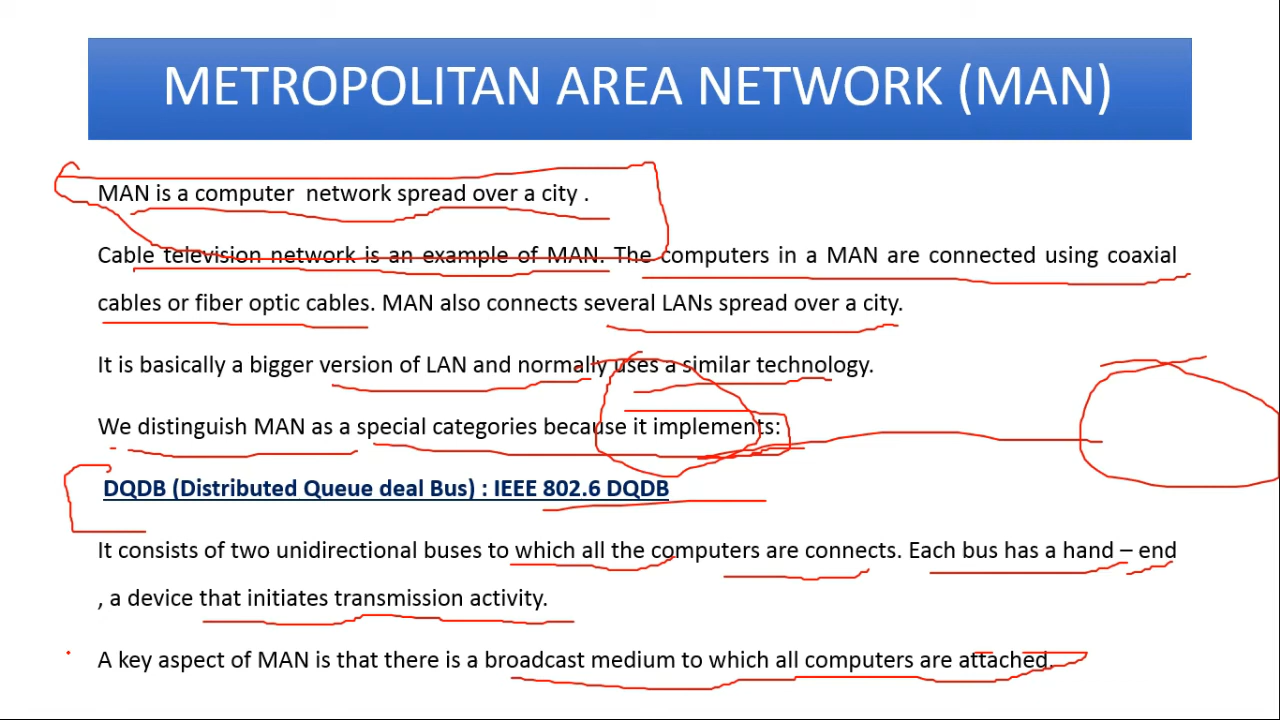 METROPOLITAN AREA NETWORK (MAN)
MAN is a computer network spread over a city .
Cable television network is an example of MAN. The computers in a MAN are connected using coaxial
cables or fiber optic cables. MAN also connects several LANs spread over a city.
It is basically a bigger version of LAN and normally uses a similar technology.
We distinguish MAN as a special categories because it implements:
DQDB (Distributed Queue deal Bus) : IEEE 802.6 DQDB
It consists of two unidirectional buses to which all the computers are connects. Each bus has a hand – end
, a device that initiates transmission activity.
A key aspect of MAN is that there is a broadcast medium to which all computers are attached.